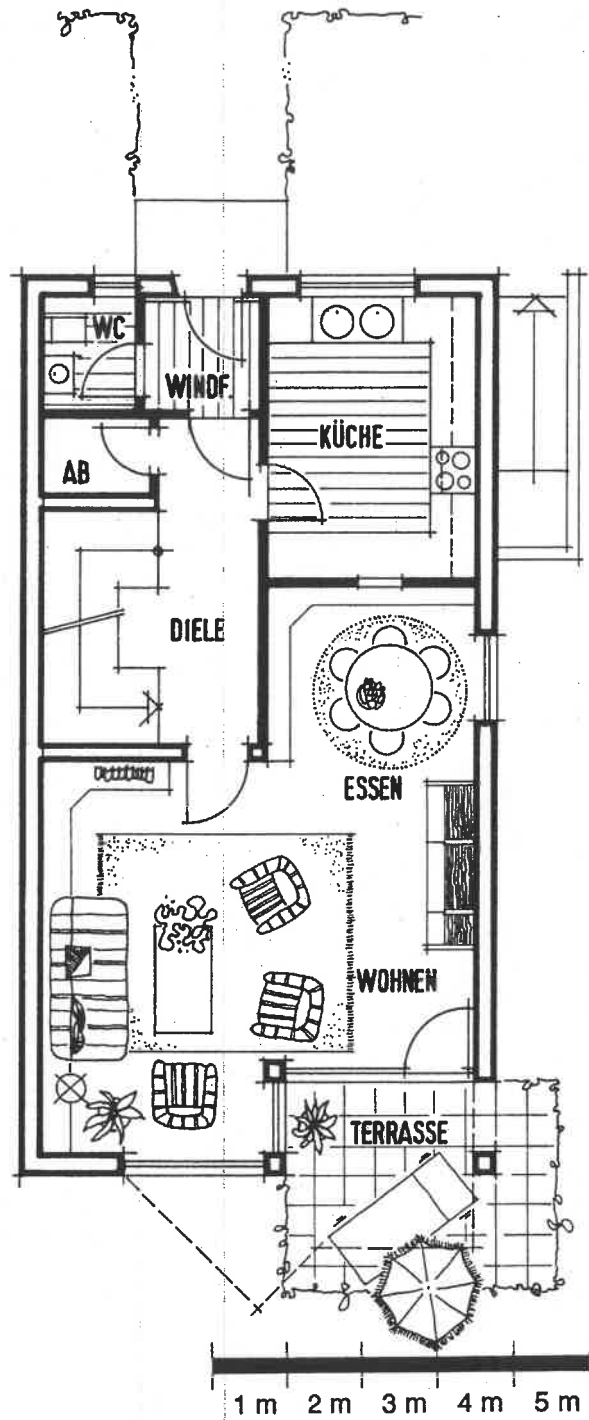 WC
WINDF.
KÜCHE
AB
DIELE
ESSEN
WOHNEN
TERRASSE
1 m 2 m 3 m 4 m 5 m